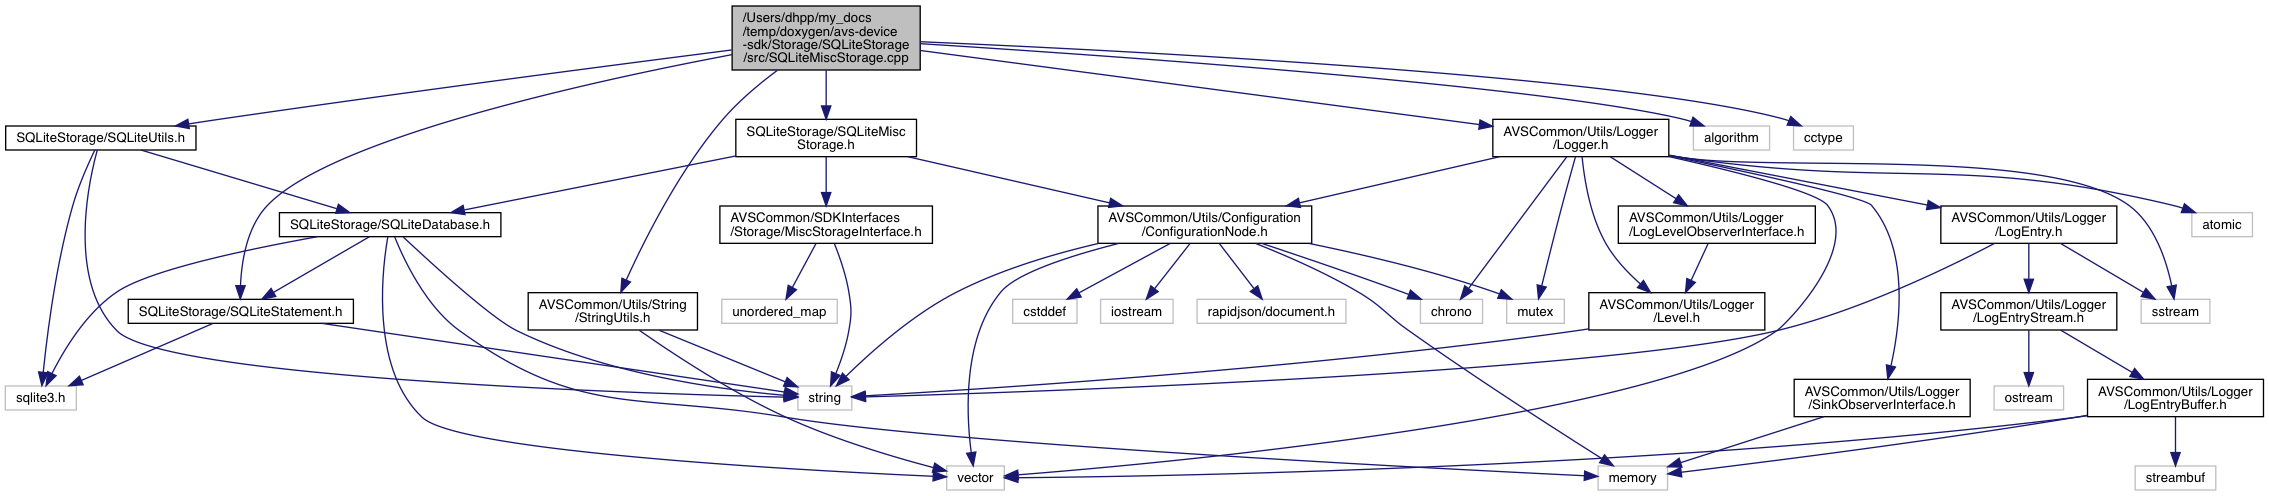 /Users/dhpp/my_docs
/temp/doxygen/avs-device
-sdk/Storage/SQLiteStorage
/src/SQLiteMiscStorage.cpp
SQLiteStorage/SQLiteUtils.h
SQLiteStorage/SQLiteMisc
Storage.h
AVSCommon/Utils/Logger
/Logger.h
algorithm
cctype
SQLiteStorage/SQLiteDatabase.h
AVSCommon/SDKInterfaces
/Storage/MiscStorageInterface.h
AVSCommon/Utils/Configuration
/ConfigurationNode.h
AVSCommon/Utils/Logger
/LogLevelObserverInterface.h
AVSCommon/Utils/Logger
/LogEntry.h
atomic
SQLiteStorage/SQLiteStatement.h
AVSCommon/Utils/String
/StringUtils.h
unordered_map
cstddef
iostream
rapidjson/document.h
chrono
mutex
AVSCommon/Utils/Logger
/Level.h
AVSCommon/Utils/Logger
/LogEntryStream.h
sstream
sqlite3.h
string
AVSCommon/Utils/Logger
/SinkObserverInterface.h
ostream
AVSCommon/Utils/Logger
/LogEntryBuffer.h
vector
memory
streambuf